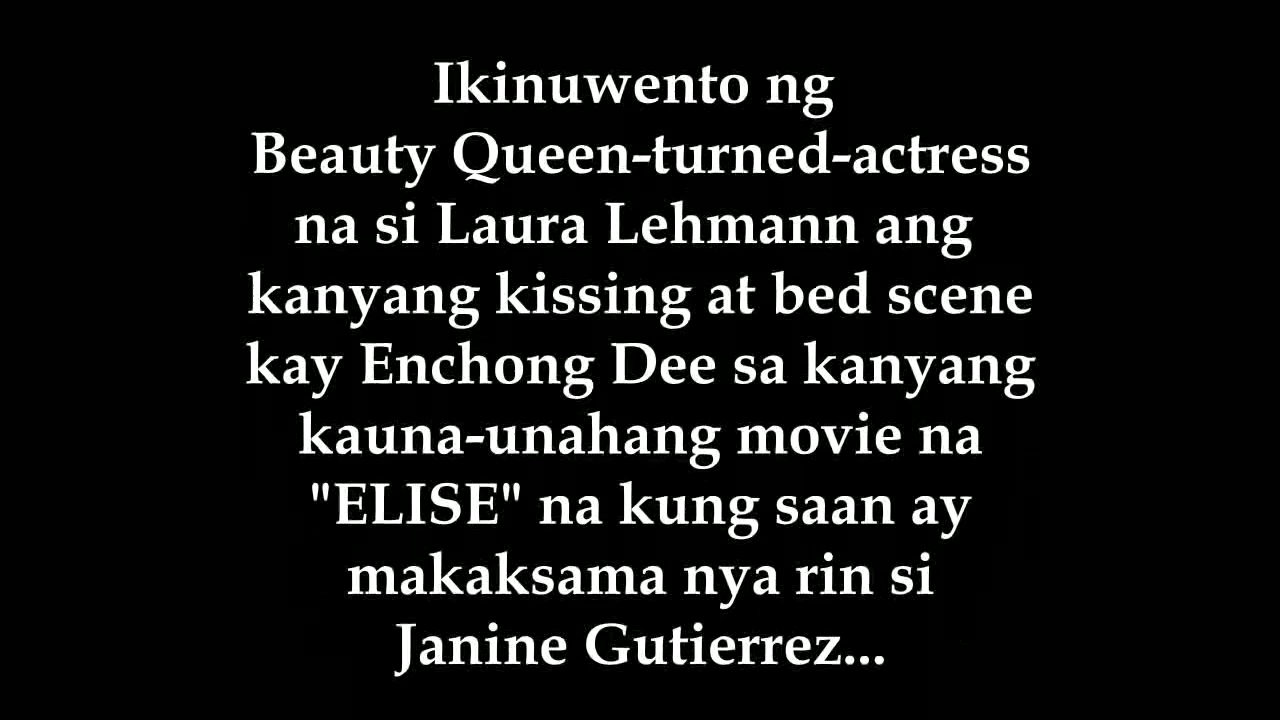 Ikinuwento ng
Beauty Queen-turned-actress
na si Laura Lehmann ang
kanyang kissing at bed scene
kay Enchong Dee sa kanyang
kauna-unahang movie na
"ELISE" na kung saan ay
makaksama nya rin si
Janine Gutierrez...